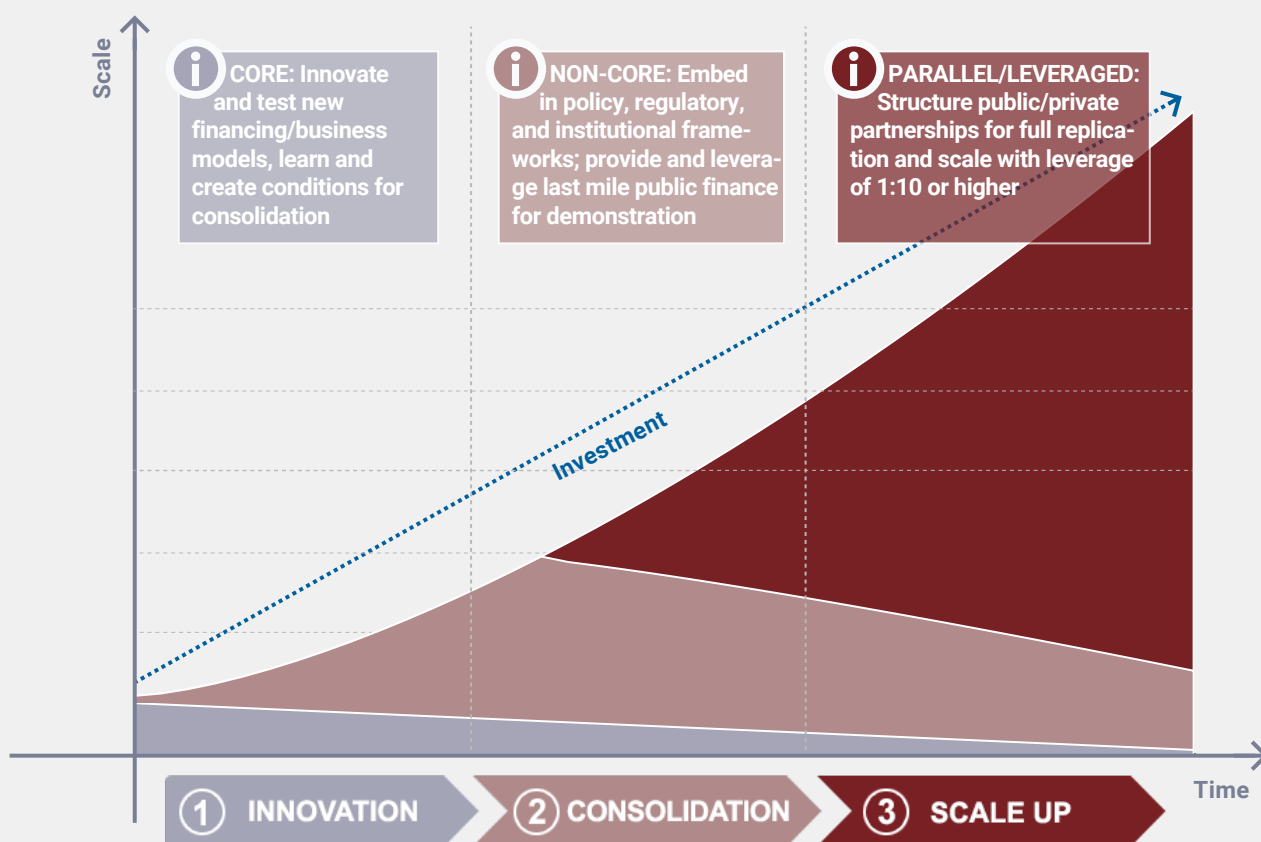 Scale
i
CORE: Innovate
and test new
financing/business
models, learn and
create conditions for
consolidation
i
NON-CORE: Embed
in policy, regulatory,
and institutional frame-
works; provide and levera-
ge last mile public finance
for demonstration
i
PARALLEL/LEVERAGED:
Structure public/private
partnerships for full replica-
tion and scale with leverage
of 1:10 or higher
Investment
Time
1 INNOVATION
2 CONSOLIDATION
3 SCALE UP